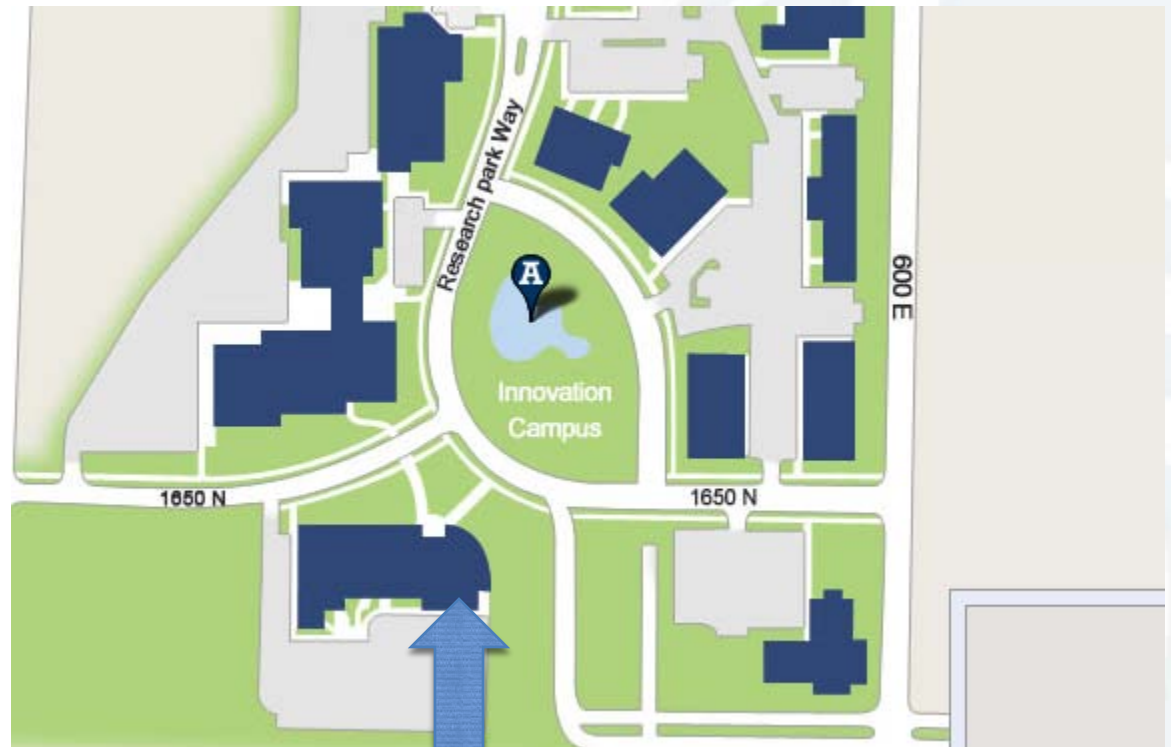 Research park Way
A
600 E
Innovation
Campus
1650 N
1650 N